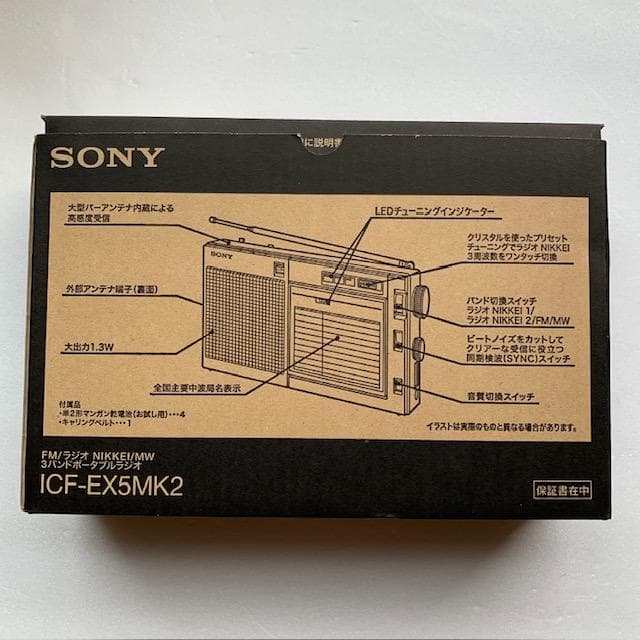 に説明書
SONY
大型バーアンテナ内蔵による
高感度受信
LEDチューニングインジケーター
クリスタルを使ったプリセット
チューニングでラジオ NIKKEI
3周波数をワンタッチ切換
SONY
外部アンテナ端子(裏面)
バンド切換スイッチ
ラジオ NIKKEI 1/
ラジオ NIKKEI 2/FM/MW
大出力1.3W
ビートノイズをカットして
クリアーな受信に役立つ
同期検波(SYNC)スイッチ
全国主要中波局名表示
音質切換スイッチ
付属品
・単2形マンガン乾電池(お試し用)・・・4
・キャリングベルト・・・1
イラストは実際のものと異なる場合があります。
FM/ラジオ NIKKEI/MW
3バンドポータブルラジオ
ICF-EX5MK2
保証書在中